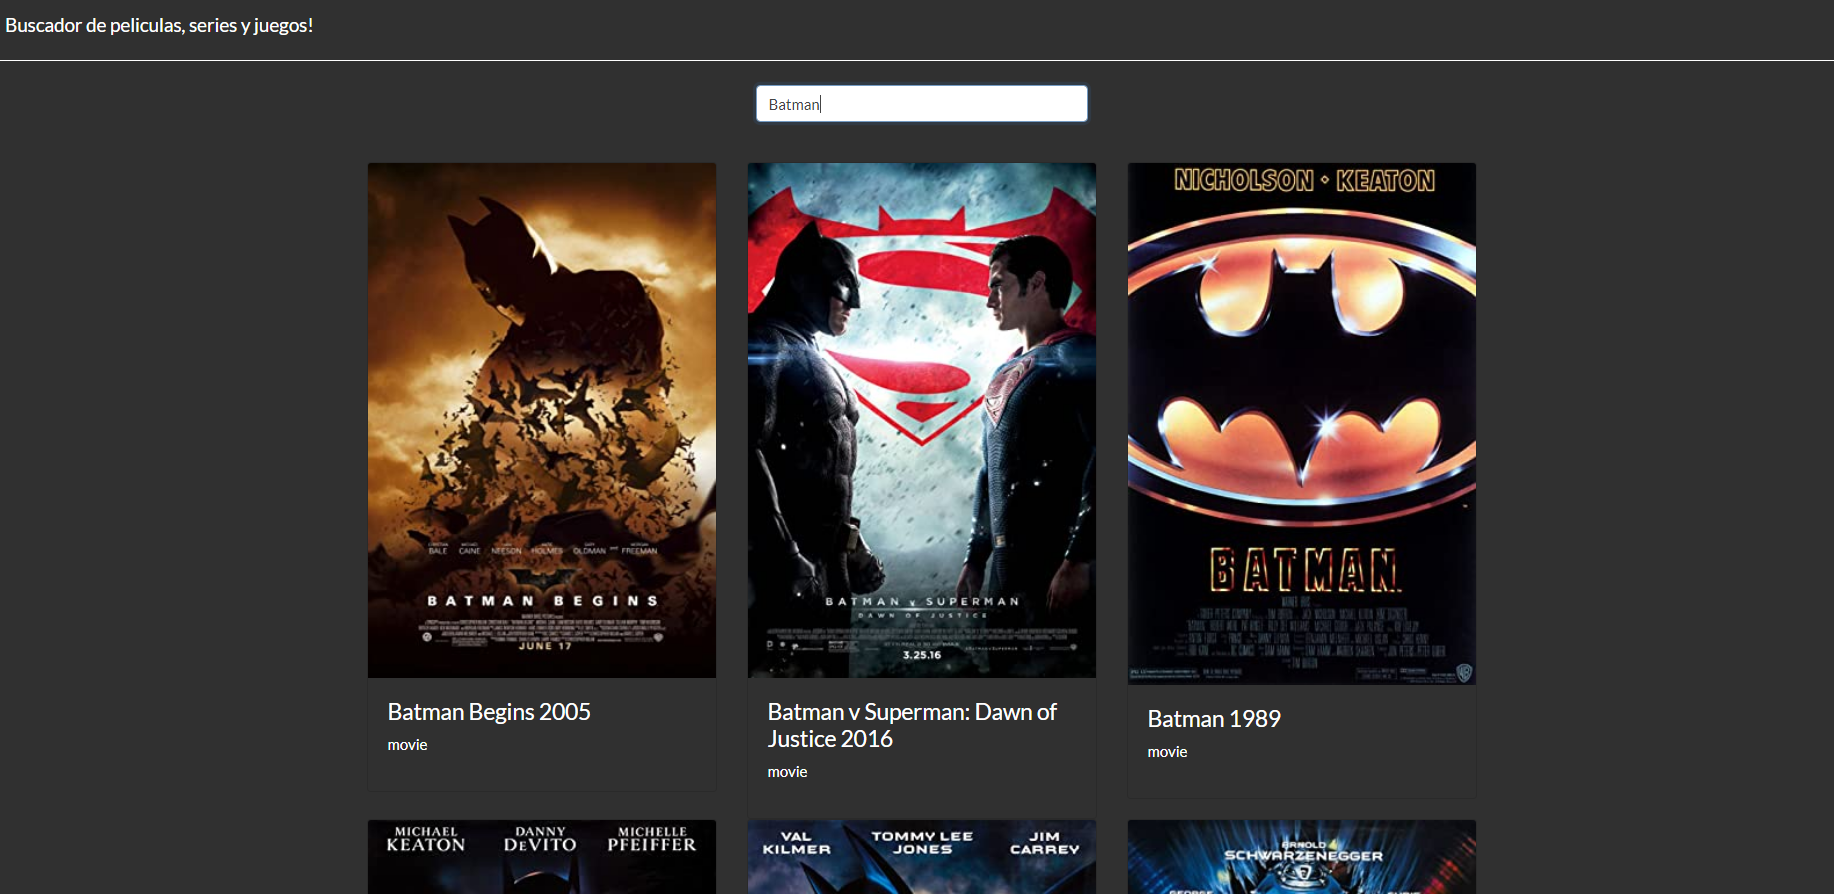 Buscador de peliculas, series y juegos!
Batman
NICHOLSON • KEATON
BALE CAINE NEESON HOLMES OLDMAN FREEMAN
BATMAN BEGINS
JUNE 17
BATMAN v SUPERMAN
DAWN OF JUSTICE
3.25.16
BATMAN
Batman Begins 2005
movie
Batman v Superman: Dawn of
Justice 2016
movie
Batman 1989
movie
MICHAEL KEATON
DANNY DEVITO
MICHELLE PFEIFFER
VAL KILMER
TOMMY LEE JONES
JIM CARREY
ARNOLD
SCHWARZENEGGER
GEORGE